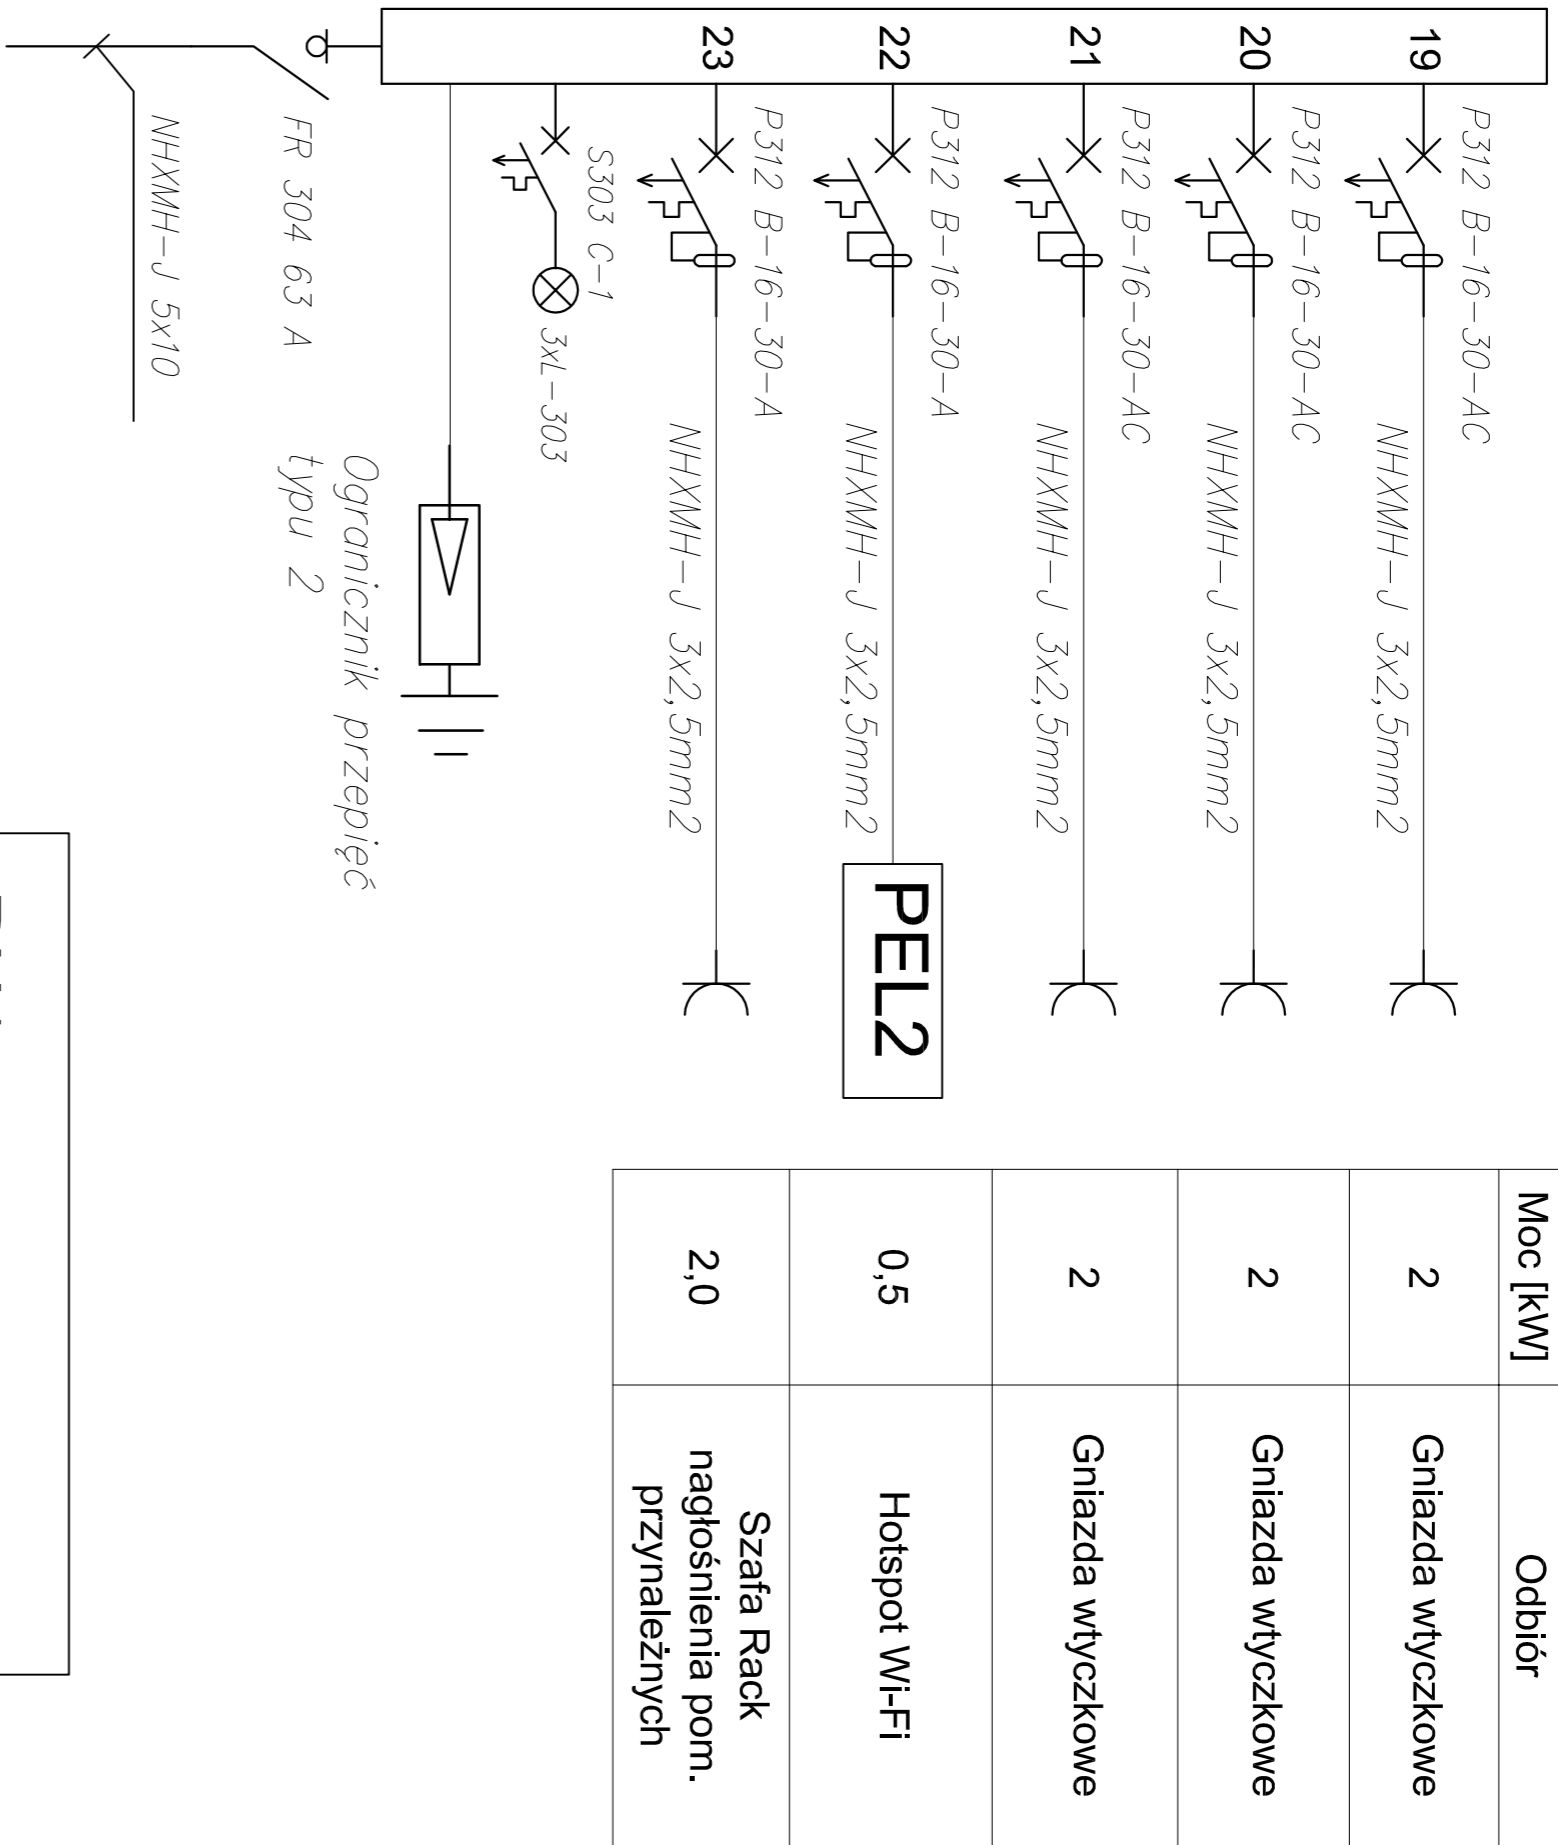 19
P312 B-16-30-AC
NHXMH-J 3x2,5mm2
20
P312 B-16-30-AC
NHXMH-J 3x2,5mm2
21
P312 B-16-30-AC
NHXMH-J 3x2,5mm2
22
P312 B-16-30-A
NHXMH-J 3x2,5mm2
PEL2
23
P312 B-16-30-A
NHXMH-J 3x2,5mm2
S303 C-1
3xL-303
Ogranicznik przepięć
typu 2
FR 304 63 A
NHXMH-J 5x10
Moc [kW]
Odbiór
2
Gniazda wtyczkowe
2
Gniazda wtyczkowe
2
Gniazda wtyczkowe
0,5
Hotspot Wi-Fi
2,0
Szafa Rack
nagłośnienia pom.
przynależnych